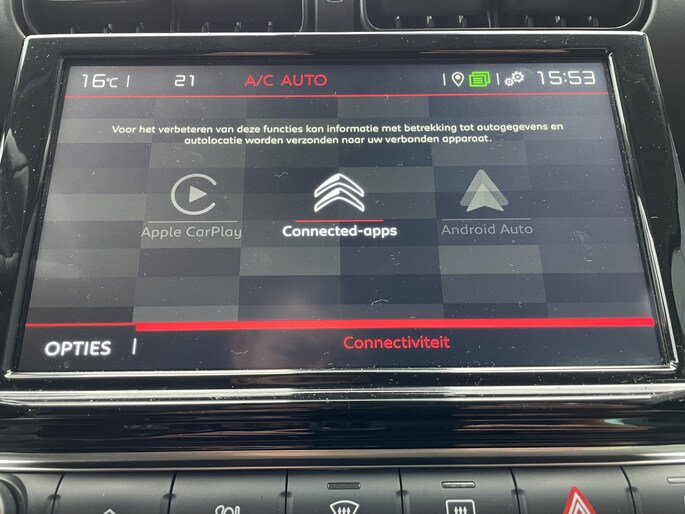 16°C 21 A/C AUTO 15:53
Voor het verbeteren van deze functies kan informatie met betrekking tot autogegevens en
autolocatie worden verzonden naar uw verbonden apparaat.
Apple CarPlay Connected-apps Android Auto
OPTIES Connectiviteit